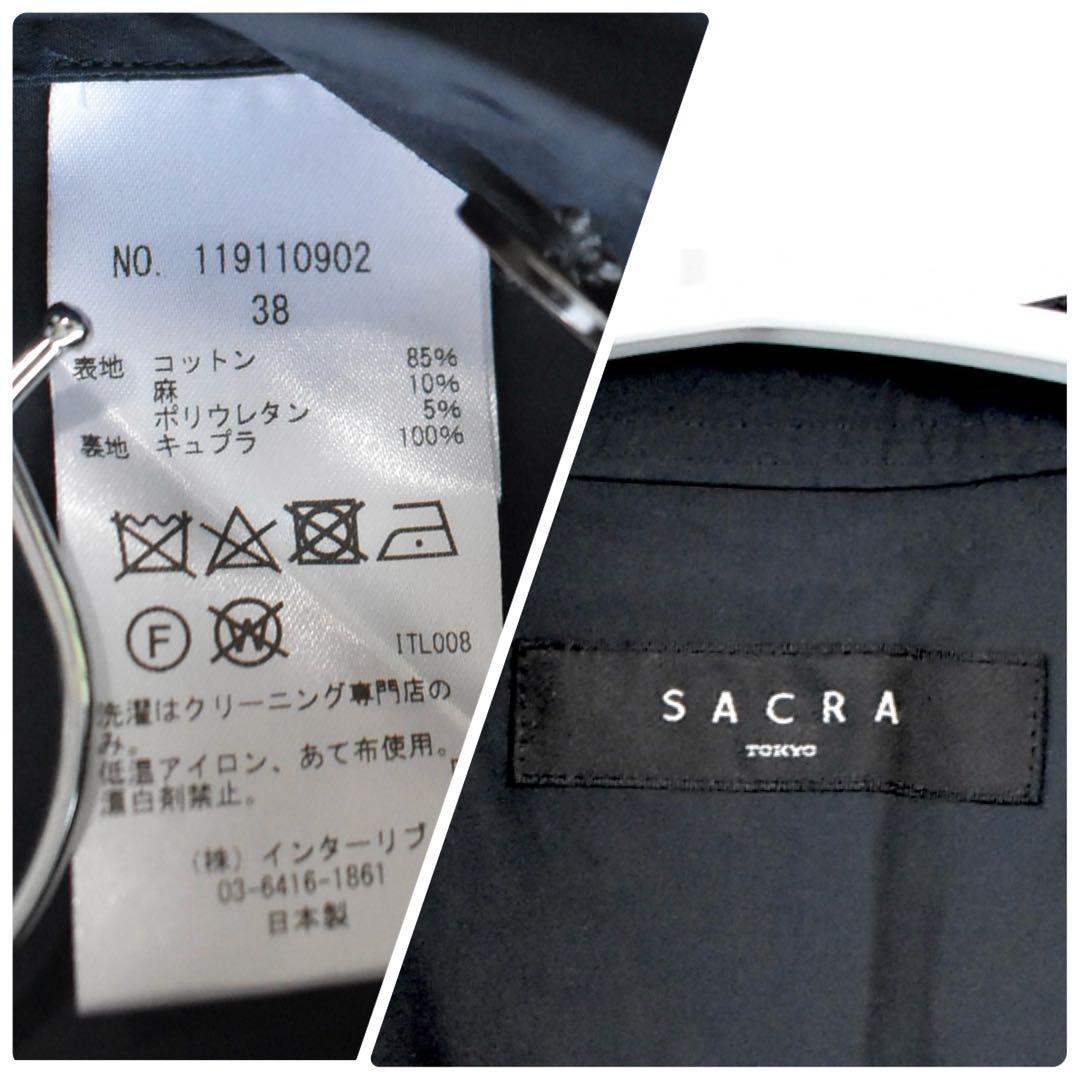 NO. 119110902
38
表地 コットン 85%
麻 10%
ポリウレタン 5%
裏地 キュプラ 100%
F W
ITL008
洗濯はクリーニング専門店の
み。
低温アイロン、あて布使用。
漂白剤禁止。
(株) インターリブ
03-6416-1861
日本製
SACRA
TOKYO